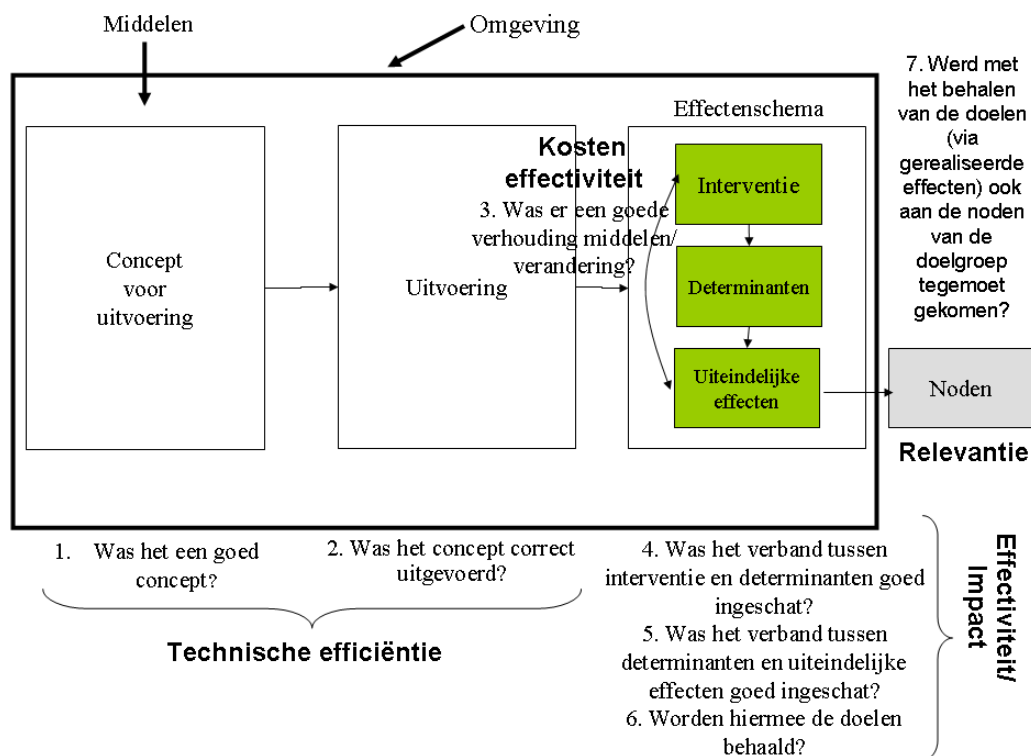 Middelen
Omgeving
7. Werd met
het behalen
van de doelen
(via
gerealiseerde
effecten) ook
aan de noden
van de
doelgroep
tegemoet
gekomen?
Effectenschema
Kosten
effectiviteit
3. Was er een goede
verhouding middelen/
verandering?
Interventie
Concept
voor
uitvoering
Uitvoering
Determinanten
Uiteindelijke
effecten
Noden
Relevantie
1. Was het een goed
concept?
2. Was het concept correct
uitgevoerd?
Technische efficiëntie
4. Was het verband tussen
interventie en determinanten goed
ingeschat?
5. Was het verband tussen
determinanten en uiteindelijke
effecten goed ingeschat?
6. Worden hiermee de doelen
behaald?
Effectiviteit/
Impact